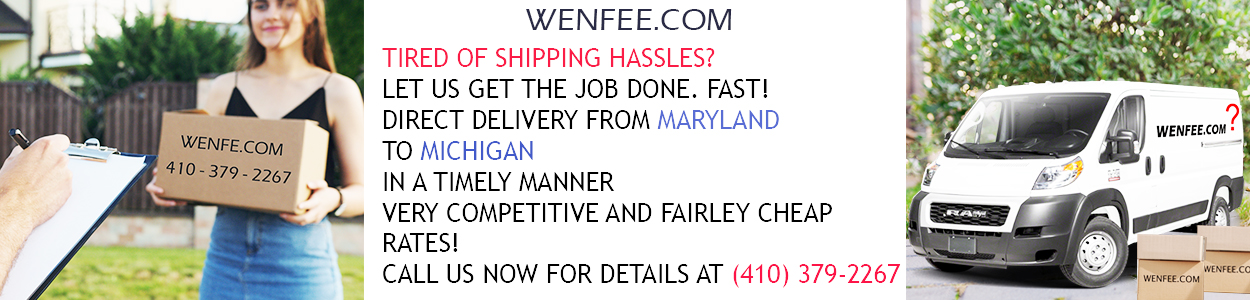 WENFEE.COM
TIRED OF SHIPPING HASSLES?
LET US GET THE JOB DONE. FAST!
DIRECT DELIVERY FROM MARYLAND
TO MICHIGAN
IN A TIMELY MANNER
VERY COMPETITIVE AND FAIRLEY CHEAP
RATES!
CALL US NOW FOR DETAILS AT (410) 379-2267
WENFE.COM
410 - 379 - 2267
WENFEE.COM ?
RAM
WENFEE.COM
WENFEE.COM